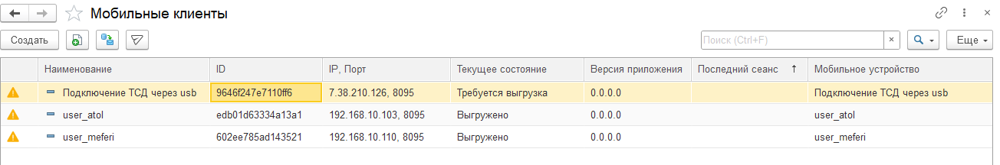 Мобильные клиенты
Создать Поиск (Ctrl+F) × Еще
Наименование ID IP, Порт Текущее состояние Версия приложения Последний сеанс ↑ Мобильное устройство
Подключение ТСД через usb 9646f247e7110ff6 7.38.210.126, 8095 Требуется выгрузка 0.0.0.0 Подключение ТСД через usb
user_atol edb01d63334a13a1 192.168.10.103, 8095 Выгружено 0.0.0.0 user_atol
user_meferi 602ee785ad143521 192.168.10.110, 8095 Выгружено 0.0.0.0 user_meferi